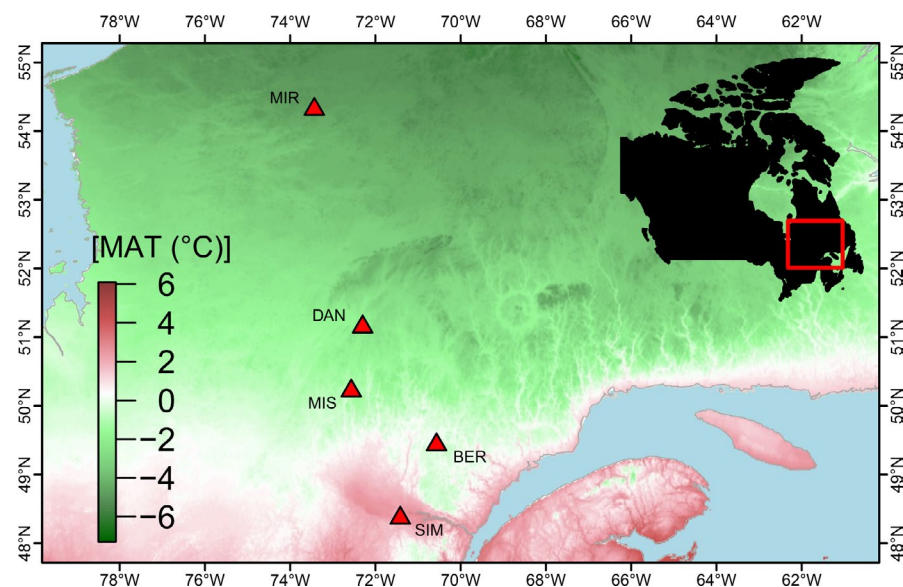 78°W 76°W 74°W 72°W 70°W 68°W 66°W 64°W 62°W
55°N 55°N
MIR
54°N 54°N
53°N 53°N
[MAT (°C)]
52°N 52°N
6
4
DAN
51°N 51°N
2
0
MIS
50°N 50°N
−2
BER
49°N 49°N
−4
−6
SIM
48°N 48°N
78°W 76°W 74°W 72°W 70°W 68°W 66°W 64°W 62°W